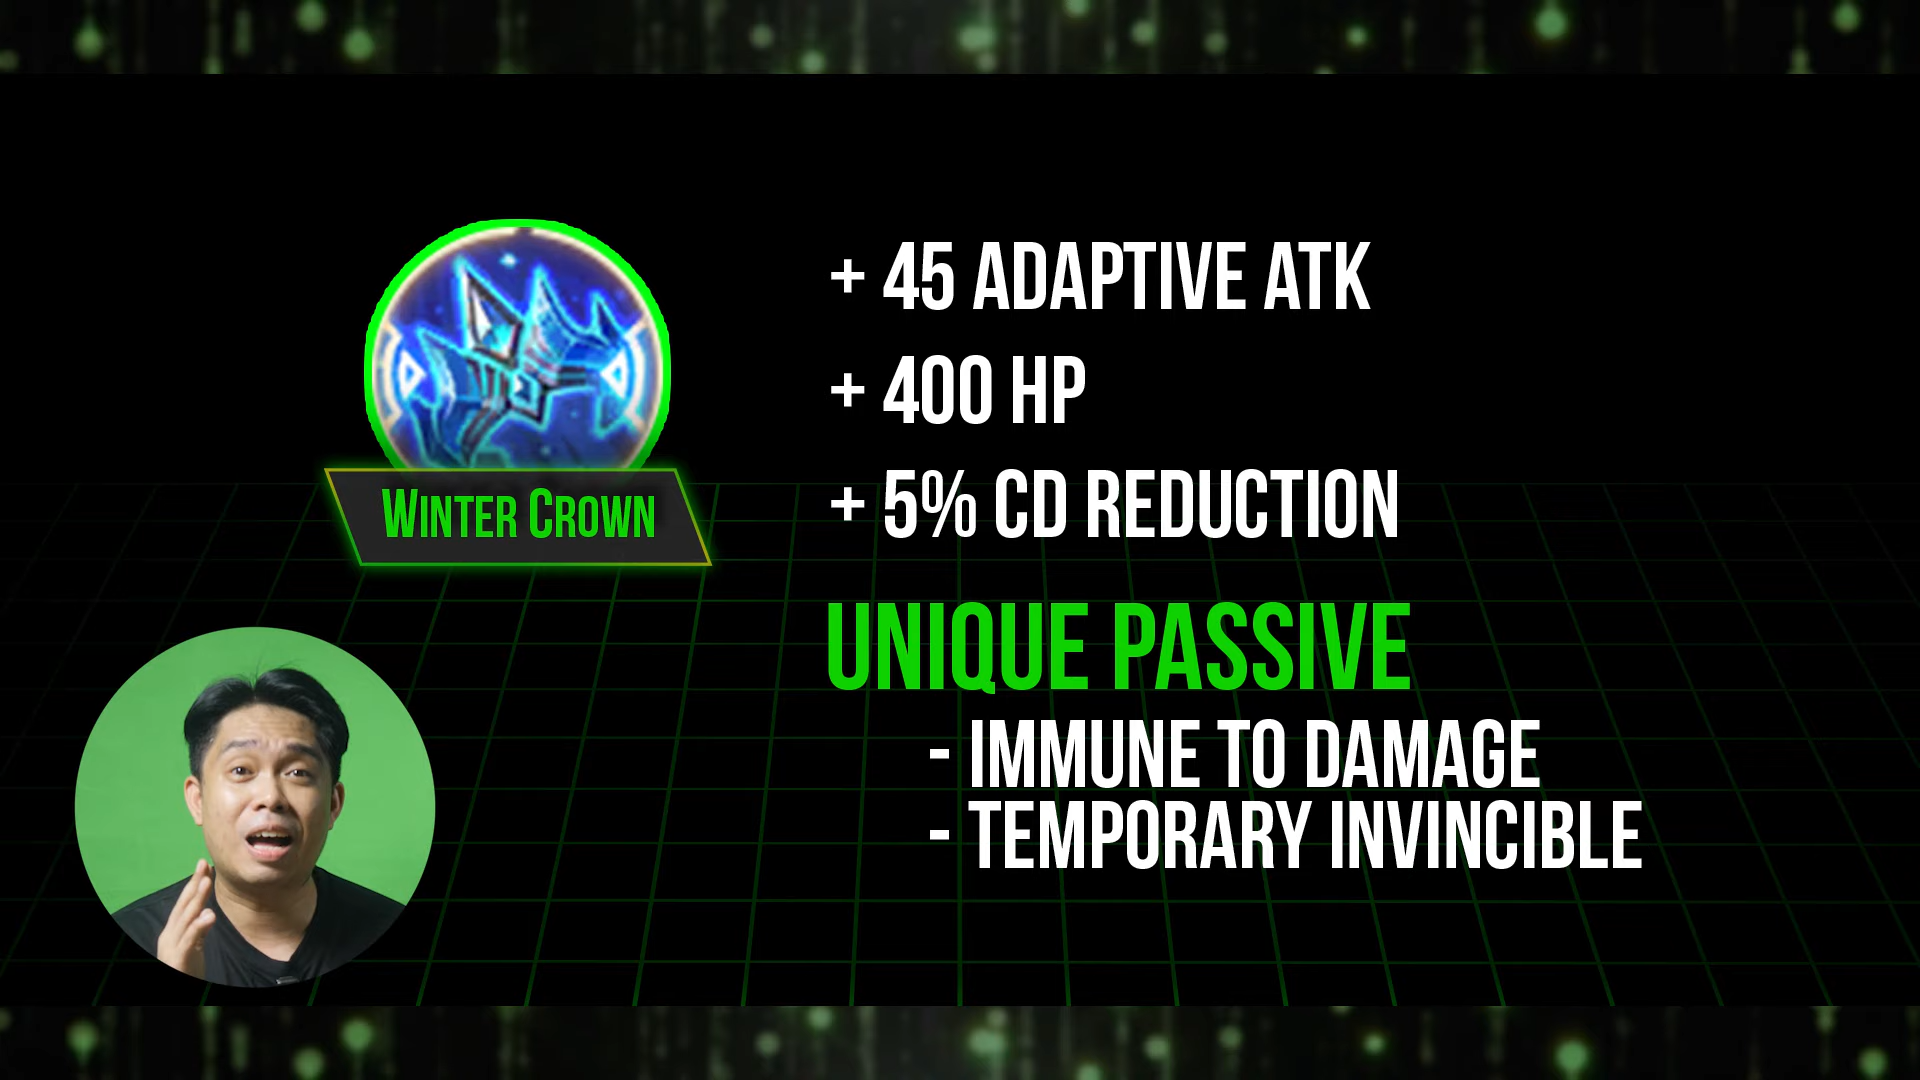 WINTER CROWN
+ 45 ADAPTIVE ATK
+ 400 HP
+ 5% CD REDUCTION
UNIQUE PASSIVE
- IMMUNE TO DAMAGE
- TEMPORARY INVINCIBLE